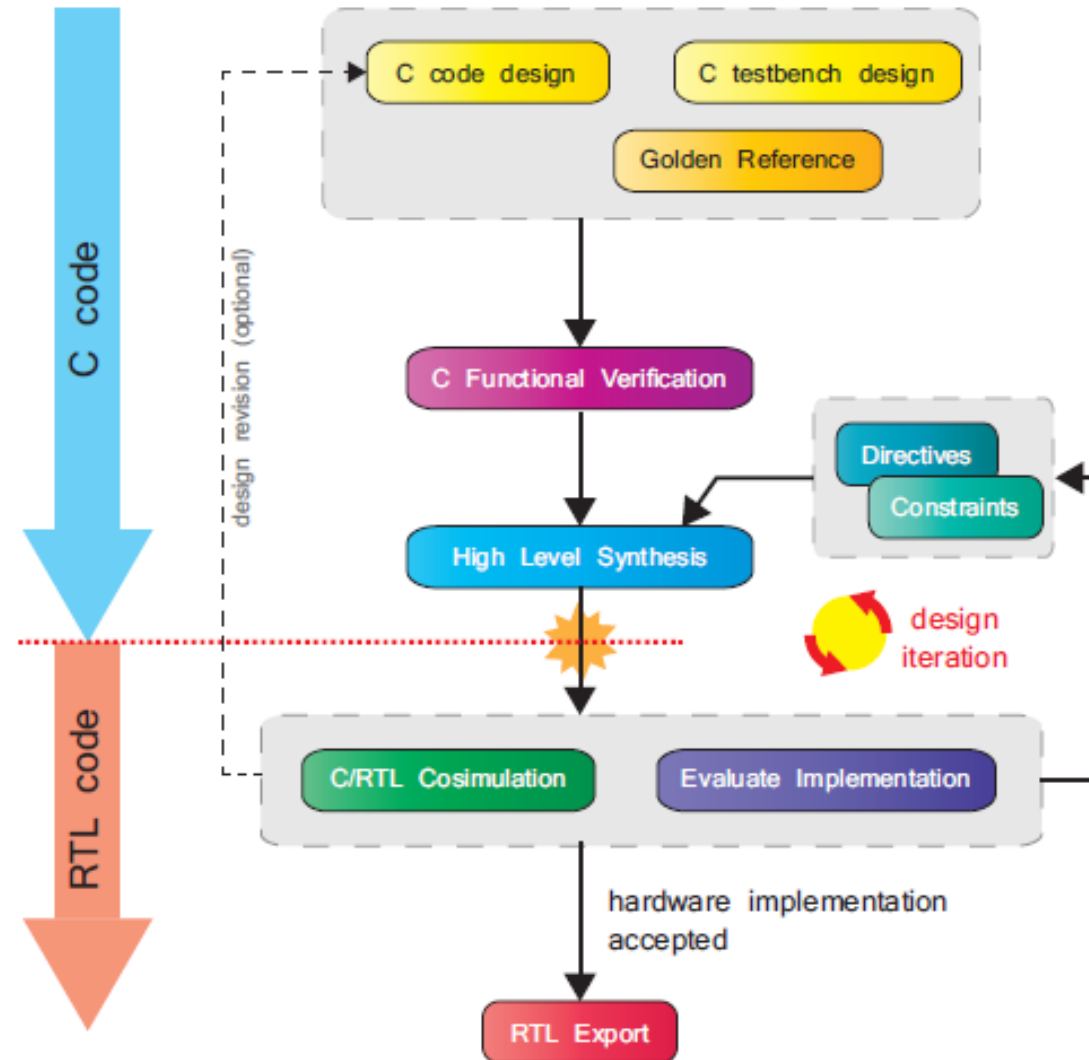 C code design
C testbench design
Golden Reference
C code
design revision (optional)
C Functional Verification
Directives
Constraints
High Level Synthesis
design
iteration
RTL code
C/RTL Cosimulation
Evaluate Implementation
hardware implementation
accepted
RTL Export